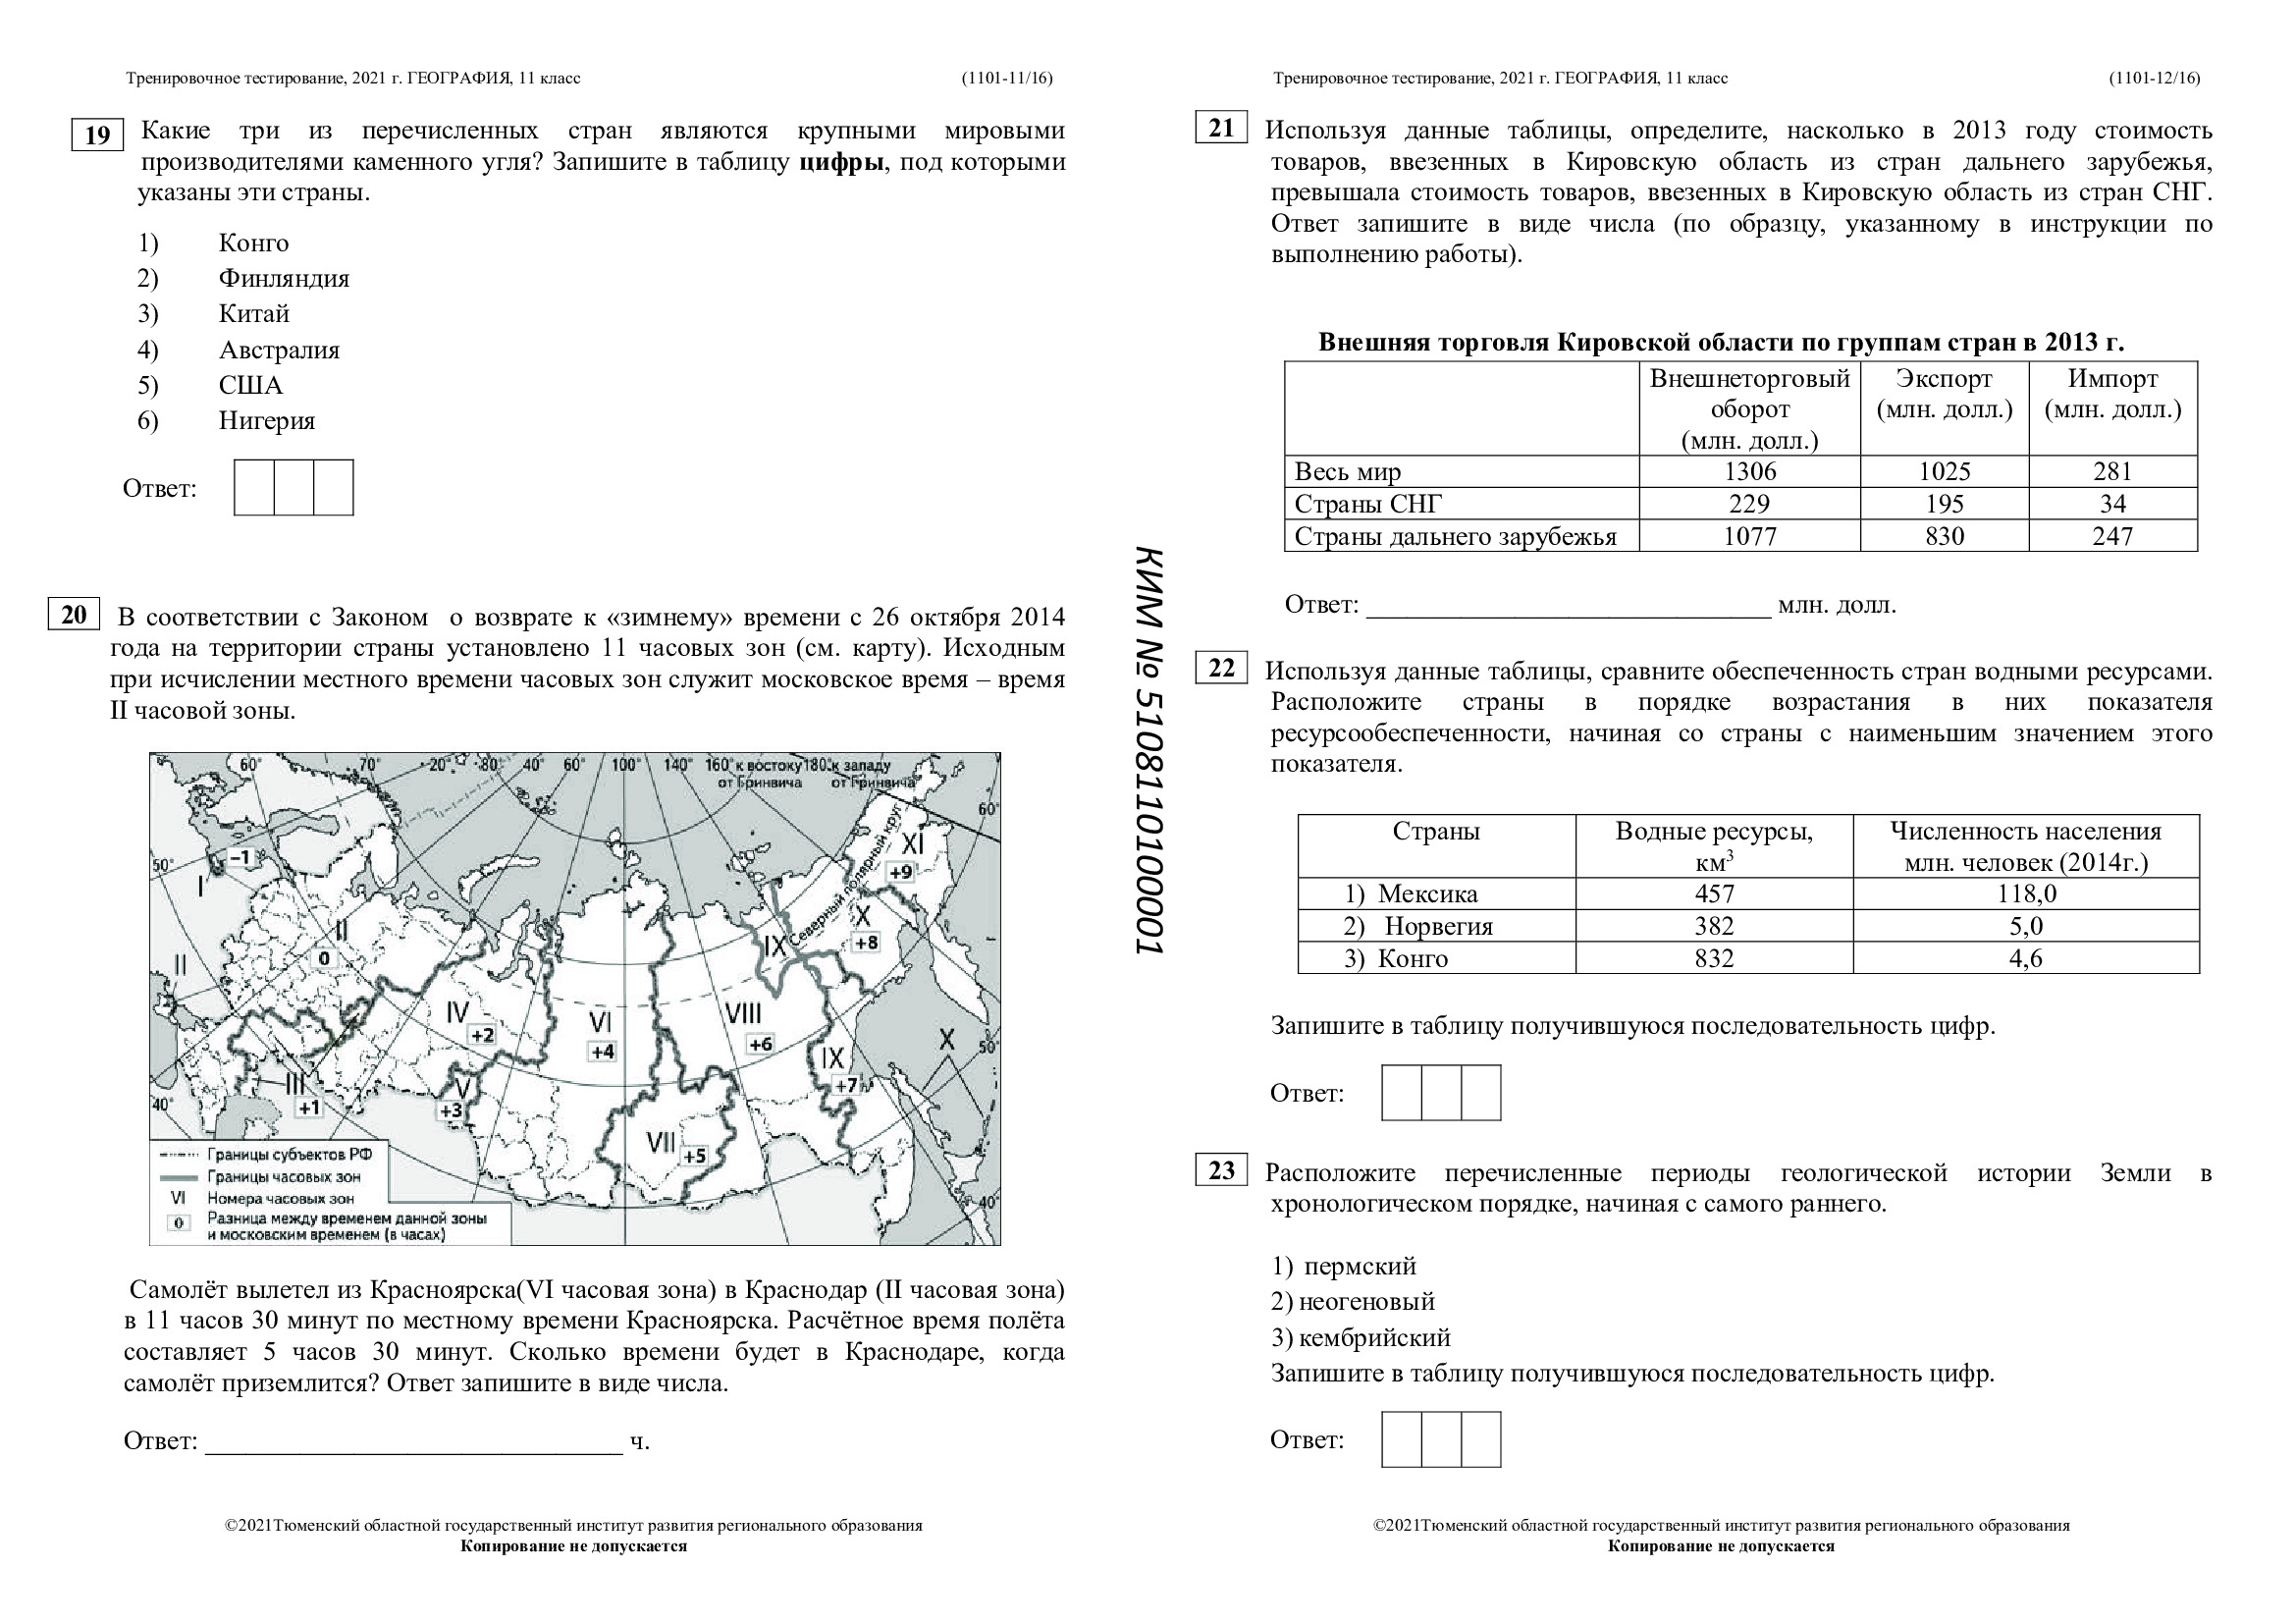 Тренировочное тестирование, 2021 г. ГЕОГРАФИЯ, 11 класс (1101-11/16)
19 Какие три из перечисленных стран являются крупными мировыми
производителями каменного угля? Запишите в таблицу цифры, под которыми
указаны эти страны.
1) Конго
2) Финляндия
3) Китай
4) Австралия
5) США
6) Нигерия
Ответ:
20 В соответствии с Законом о возврате к «зимнему» времени с 26 октября 2014
года на территории страны установлено 11 часовых зон (см. карту). Исходным
при исчислении местного времени часовых зон служит московское время – время
II часовой зоны.
60° 70° 20° 80° 40° 60° 100° 140° 160° к востоку 180° к западу
от Гринвича от Гринвича
60°
Северный полярный круг
XI
+9
–1
50°
I
X
+8
II
0
IX
II
IV
+2
VI
+4
VIII
+6
IX
+7
X
50°
III
+1
V
+3
40°
VII
+5
40°
Границы субъектов РФ
Границы часовых зон
VI Номера часовых зон
0 Разница между временем данной зоны
и московским временем (в часах)
Самолёт вылетел из Красноярска(VI часовая зона) в Краснодар (II часовая зона)
в 11 часов 30 минут по местному времени Красноярска. Расчётное время полёта
составляет 5 часов 30 минут. Сколько времени будет в Краснодаре, когда
самолёт приземлится? Ответ запишите в виде числа.
Ответ: ______________________________ ч.
©2021Тюменский областной государственный институт развития регионального образования
Копирование не допускается
КИМ № 51081101010001
Тренировочное тестирование, 2021 г. ГЕОГРАФИЯ, 11 класс (1101-12/16)
21 Используя данные таблицы, определите, насколько в 2013 году стоимость
товаров, ввезенных в Кировскую область из стран дальнего зарубежья,
превышала стоимость товаров, ввезенных в Кировскую область из стран СНГ.
Ответ запишите в виде числа (по образцу, указанному в инструкции по
выполнению работы).
Внешняя торговля Кировской области по группам стран в 2013 г.
Внешнеторговый Экспорт Импорт
оборот (млн. долл.) (млн. долл.)
(млн. долл.)
Весь мир 1306 1025 281
Страны СНГ 229 195 34
Страны дальнего зарубежья 1077 830 247
Ответ: ______________________________ млн. долл.
22 Используя данные таблицы, сравните обеспеченность стран водными ресурсами.
Расположите страны в порядке возрастания в них показателя
ресурсообеспеченности, начиная со страны с наименьшим значением этого
показателя.
Страны Водные ресурсы, Численность населения
км³ млн. человек (2014г.)
1) Мексика 457 118,0
2) Норвегия 382 5,0
3) Конго 832 4,6
Запишите в таблицу получившуюся последовательность цифр.
Ответ:
23 Расположите перечисленные периоды геологической истории Земли в
хронологическом порядке, начиная с самого раннего.
1) пермский
2) неогеновый
3) кембрийский
Запишите в таблицу получившуюся последовательность цифр.
Ответ:
©2021Тюменский областной государственный институт развития регионального образования
Копирование не допускается